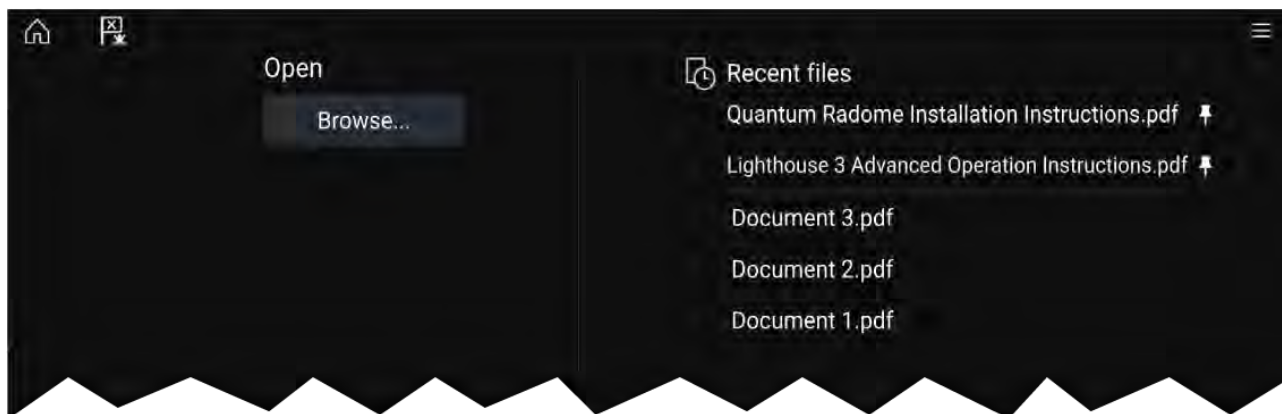 Open
Browse...
Recent files
Quantum Radome Installation Instructions.pdf
Lighthouse 3 Advanced Operation Instructions.pdf
Document 3.pdf
Document 2.pdf
Document 1.pdf